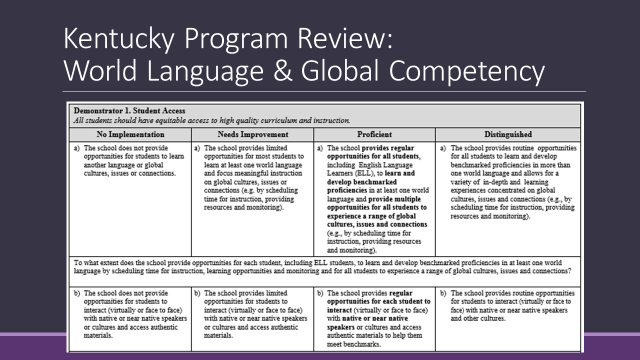 Kentucky Program Review:
World Language & Global Competency
Demonstrator 1. Student Access
All students should have equitable access to high quality curriculum and instruction.
No Implementation
Needs Improvement
Proficient
Distinguished
a) The school does not provide
opportunities for students to learn
another language or global
cultures, issues or connections.
a) The school provides limited
opportunities for most students to
learn at least one world language
and focus meaningful instruction
on global cultures, issues or
connections (e.g. by scheduling
time for instruction, providing
resources and monitoring).
a) The school provides regular
opportunities for all students,
including English Language
Learners (ELL), to learn and
develop benchmarked
proficiencies in at least one world
language and provide multiple
opportunities for all students to
experience a range of global
cultures, issues and connections
(e.g., by scheduling time for
instruction, providing resources
and monitoring).
a) The school provides routine opportunities
for all students to learn and develop
benchmarked proficiencies in more than
one world language and allows for a
variety of in-depth and learning
experiences concentrated on global
cultures, issues and connections (e.g., by
scheduling time for instruction, providing
resources and monitoring).
To what extent does the school provide opportunities for each student, including ELL students, to learn and develop benchmarked proficiencies in at least one world
language by scheduling time for instruction, learning opportunities and monitoring and for all students to experience a range of global cultures, issues and connections?
b) The school does not provide
opportunities for students to
interact (virtually or face to face)
with native or near native speakers
or cultures and access authentic
materials.
b) The school provides limited
opportunities for students to
interact (virtually or face to face)
with native or near native speakers
or cultures and access authentic
materials.
b) The school provides regular
opportunities for each student to
interact (virtually or face to face)
with native or near native
speakers or cultures and access
authentic materials to help them
meet benchmarks.
b) The school provides routine opportunities
for students to interact (virtually or face to
face) with native or near native speakers
and other cultures.